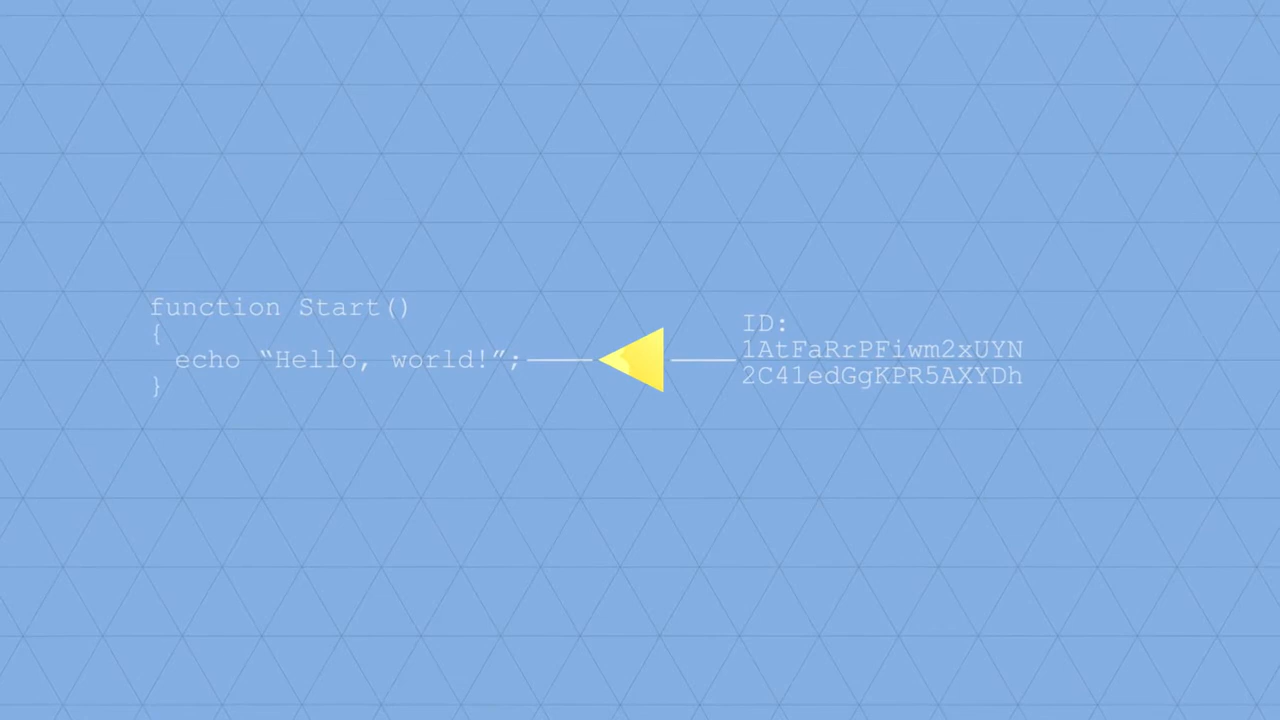 function Start()
{
echo “Hello, world!”;
}
ID:
1AtFaRrPFiwm2xUYN
2C41edGgKPR5AXYDh